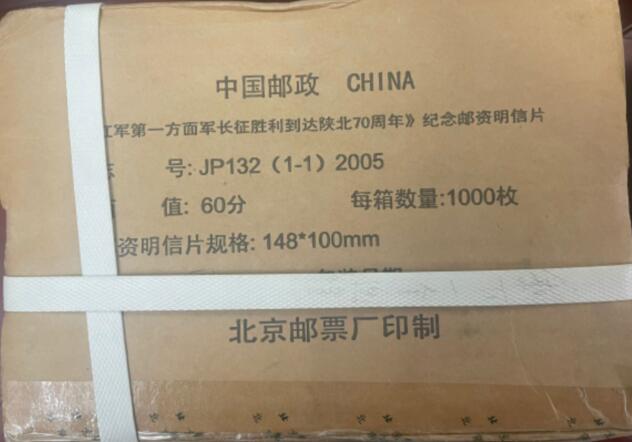 中国邮政 CHINA
军第一方面军长征胜利到达陕北70周年》纪念邮资明信片
号: JP132（1-1）2005
值: 60分 每箱数量:1000枚
资明信片规格: 148*100mm
北京邮票厂印制